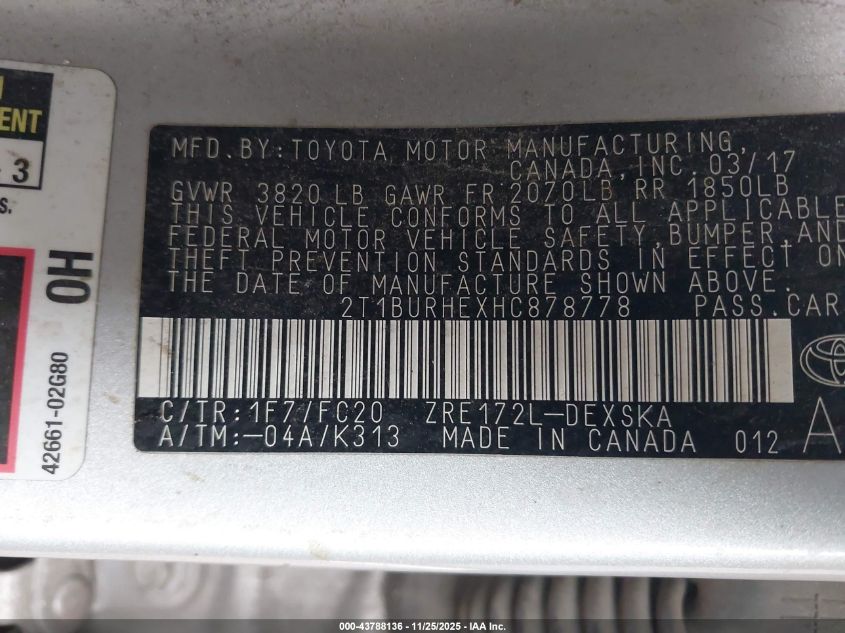 ENT
3
S.
OH
42661-02G80
MFD.BY:TOYOTA MOTOR MANUFACTURING,
CANADA,INC.03/17
GVWR 3820 LB GAWR FR 2070LB RR 1850LB
THIS VEHICLE CONFORMS TO ALL APPLICABLE
FEDERAL MOTOR VEHICLE SAFETY,BUMPER AND
THEFT PREVENTION STANDARDS IN EFFECT ON
THE DATE OF MANUFACTURE SHOWN ABOVE.
2T1BURHEXHC878778 PASS.CAR
C/TR:1F7/FC20 ZRE172L-DEXSKA
A/TM:-04A/K313 MADE IN CANADA 012 A
000-43788136 - 11/25/2025 - IAA Inc.